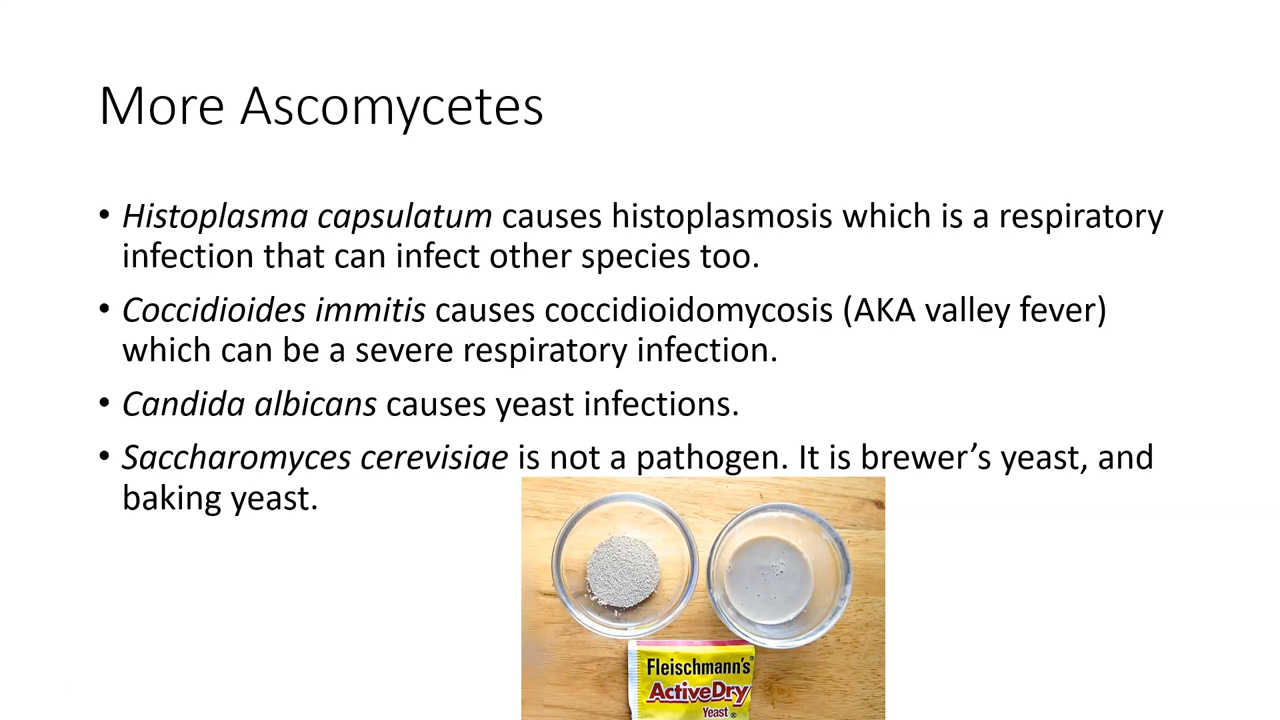 More Ascomycetes
• Histoplasma capsulatum causes histoplasmosis which is a respiratory
infection that can infect other species too.
• Coccidioides immitis causes coccidioidomycosis (AKA valley fever)
which can be a severe respiratory infection.
• Candida albicans causes yeast infections.
• Saccharomyces cerevisiae is not a pathogen. It is brewer’s yeast, and
baking yeast.
Fleischmann's®
ActiveDry
Yeast®